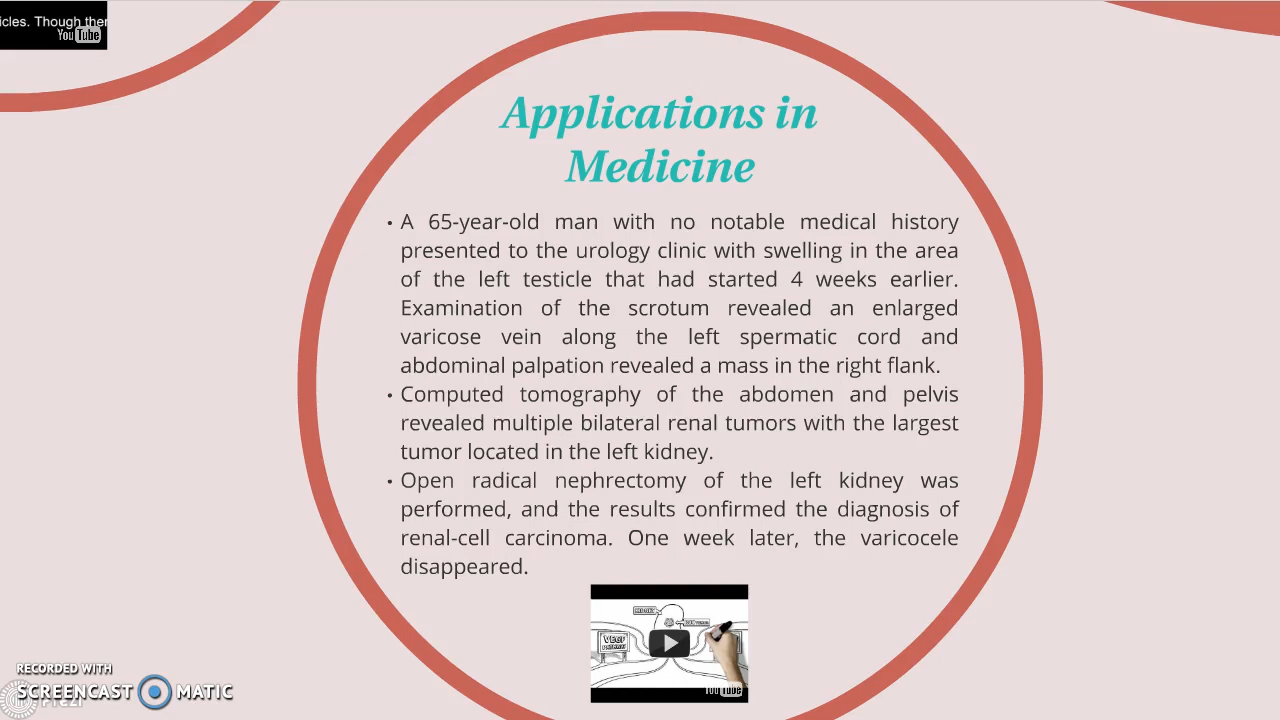 icles. Though ther
YouTube
Applications in
Medicine
• A 65-year-old man with no notable medical history
presented to the urology clinic with swelling in the area
of the left testicle that had started 4 weeks earlier.
Examination of the scrotum revealed an enlarged
varicose vein along the left spermatic cord and
abdominal palpation revealed a mass in the right flank.
• Computed tomography of the abdomen and pelvis
revealed multiple bilateral renal tumors with the largest
tumor located in the left kidney.
• Open radical nephrectomy of the left kidney was
performed, and the results confirmed the diagnosis of
renal-cell carcinoma. One week later, the varicocele
disappeared.
VEGF
YouTube
RECORDED WITH
SCREENCAST MATIC
Prezi